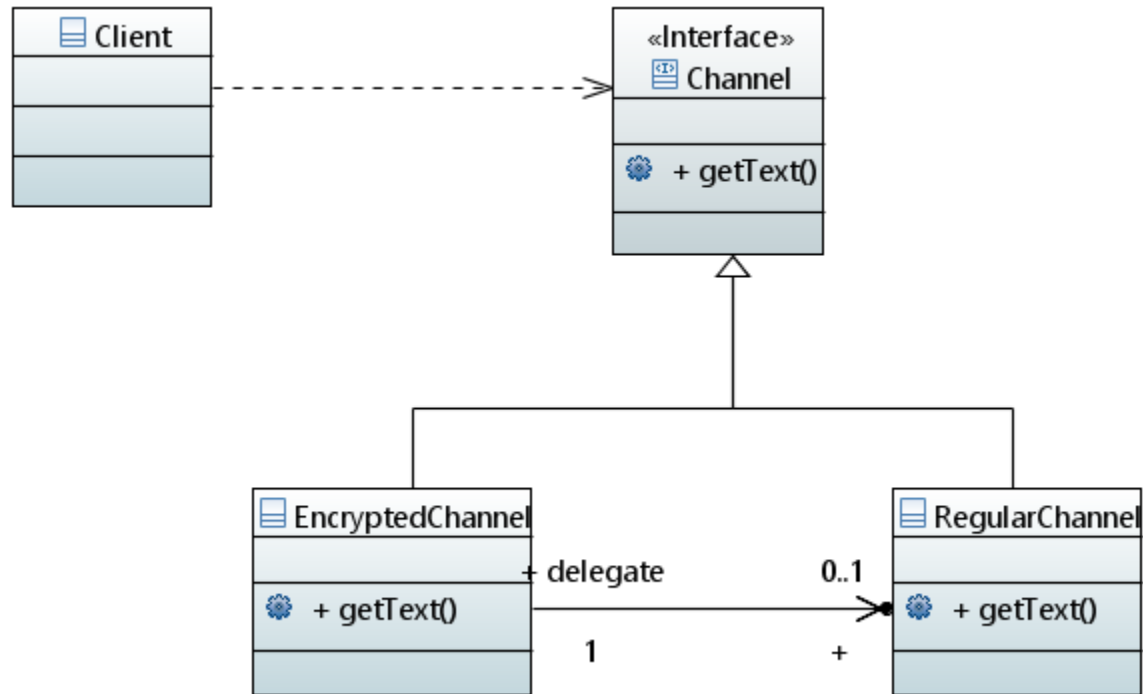 Client
«Interface»
Channel
+ getText()
EncryptedChannel
RegularChannel
+ delegate
0..1
+ getText()
+ getText()
1
+